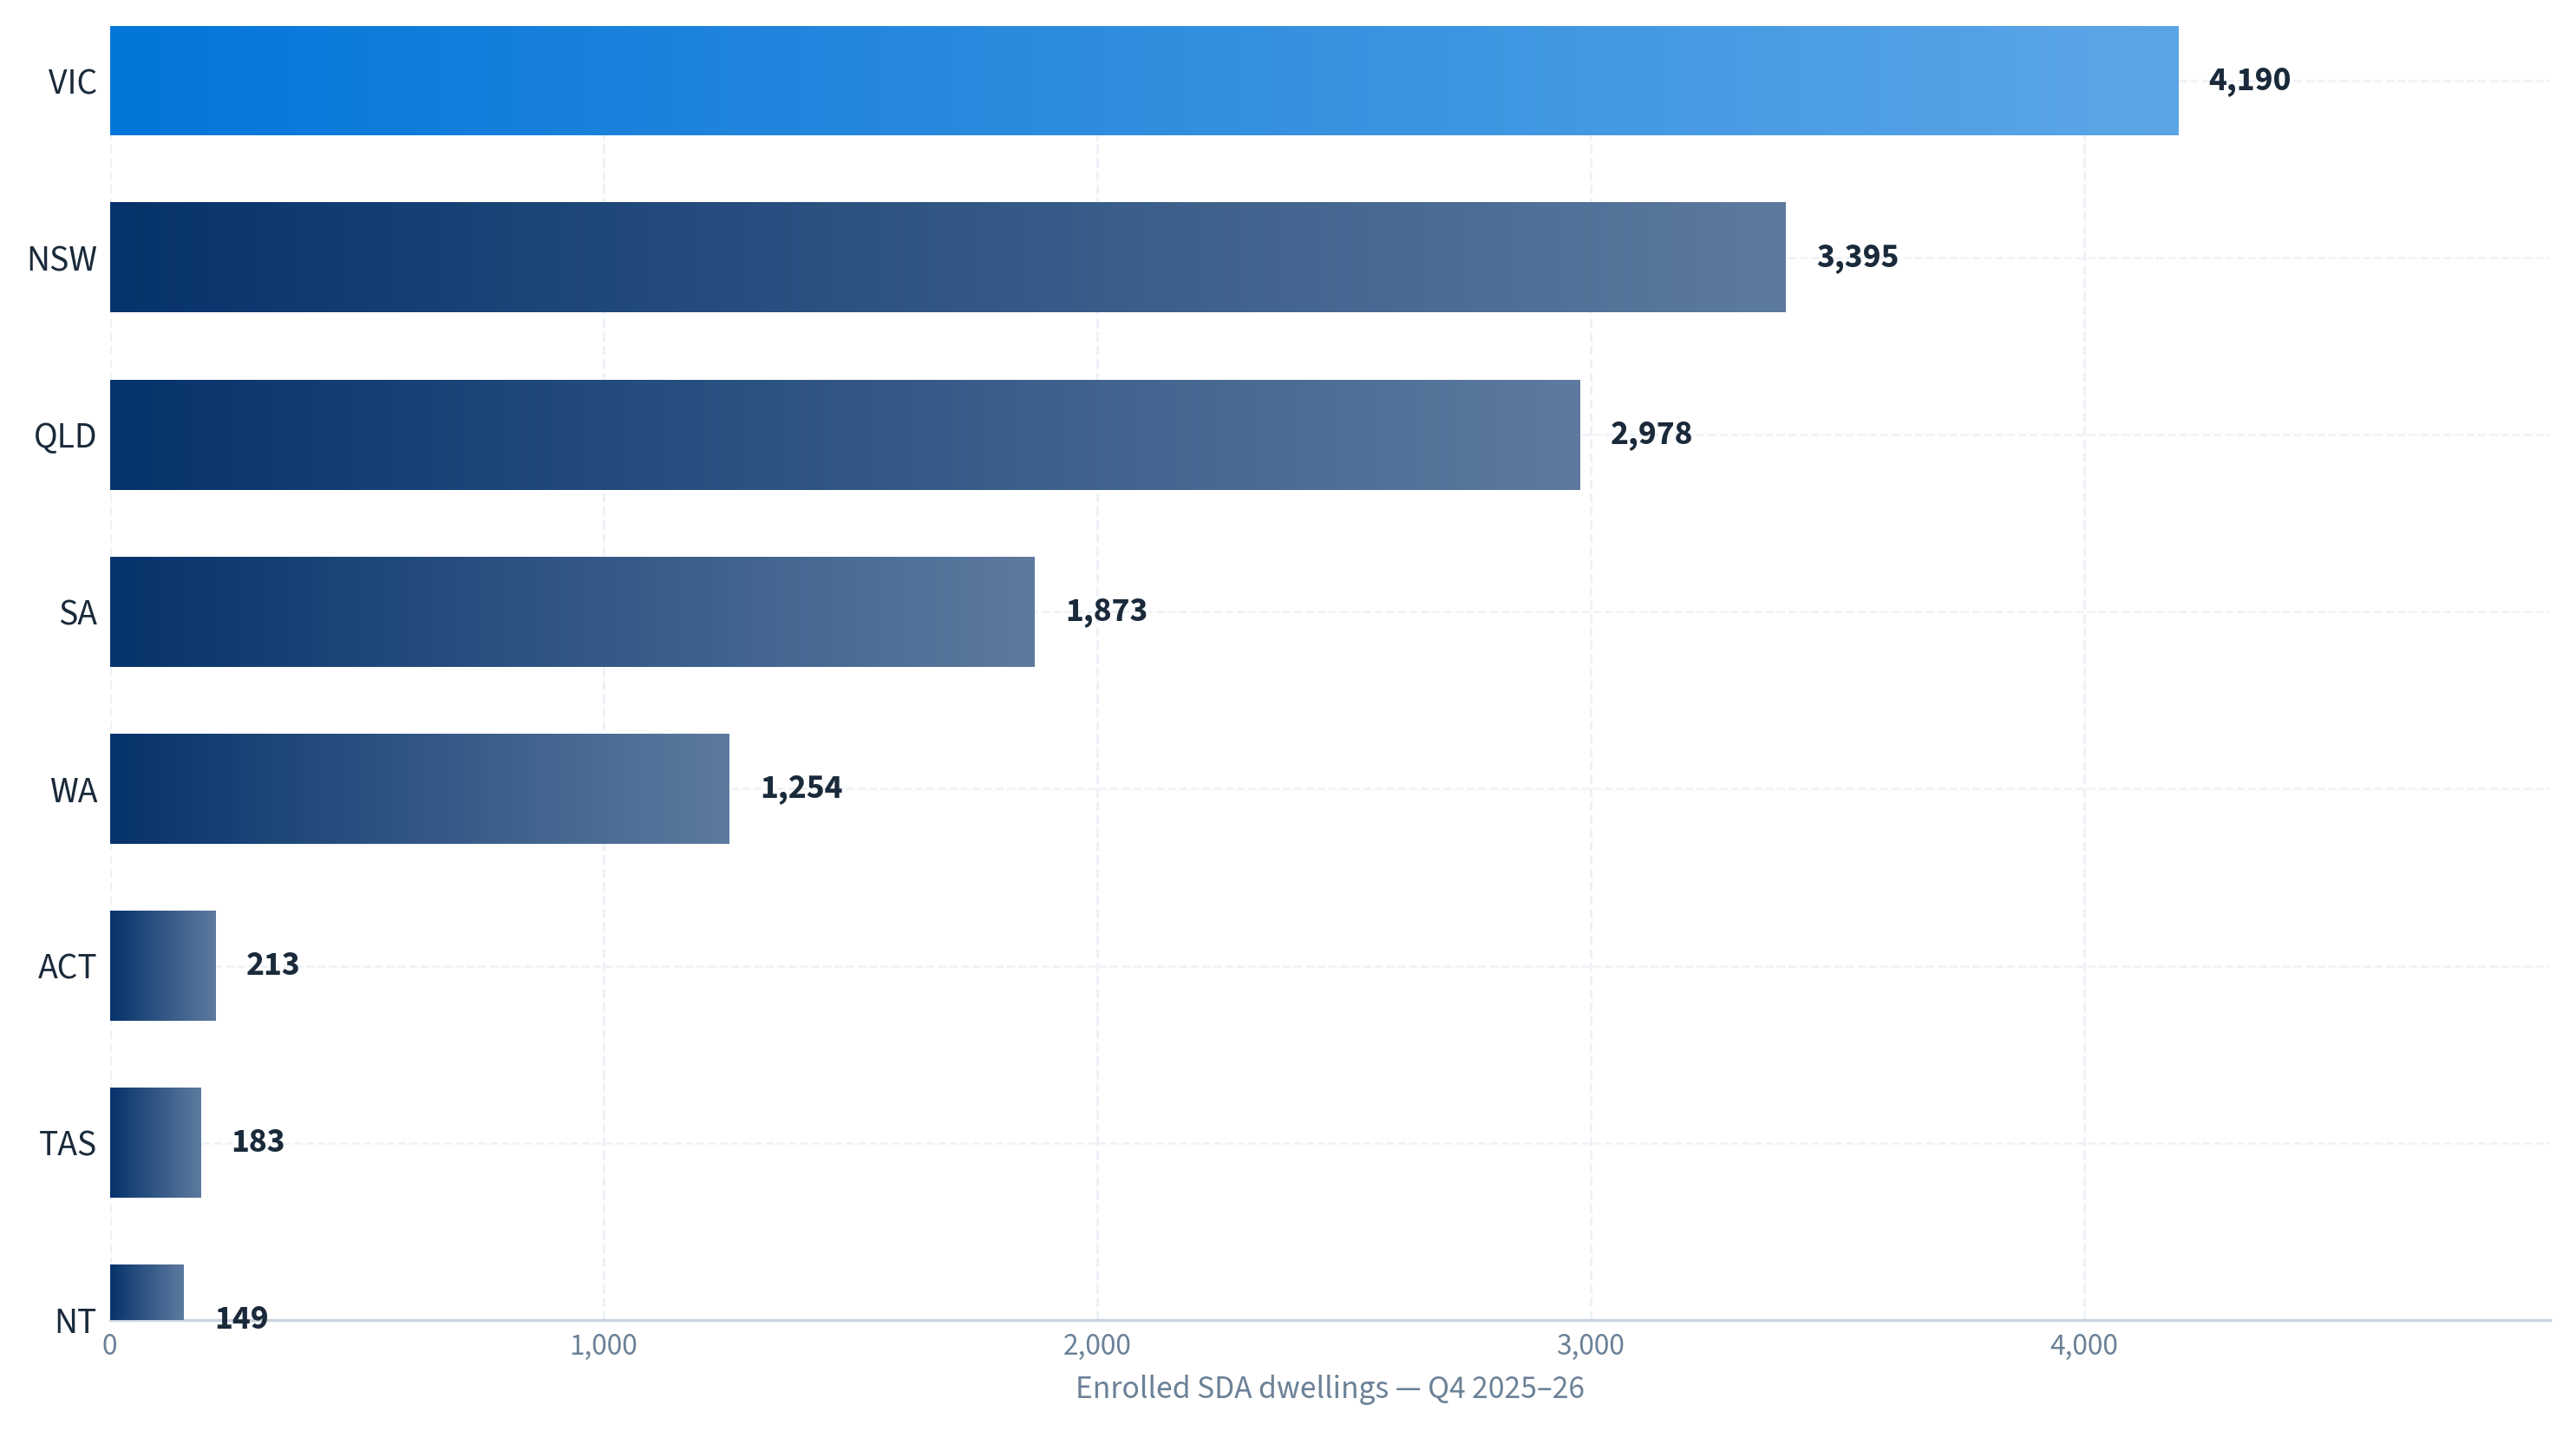 VIC 4,190
NSW 3,395
QLD 2,978
SA 1,873
WA 1,254
ACT 213
TAS 183
NT 149
0 1,000 2,000 3,000 4,000
Enrolled SDA dwellings — Q4 2025–26